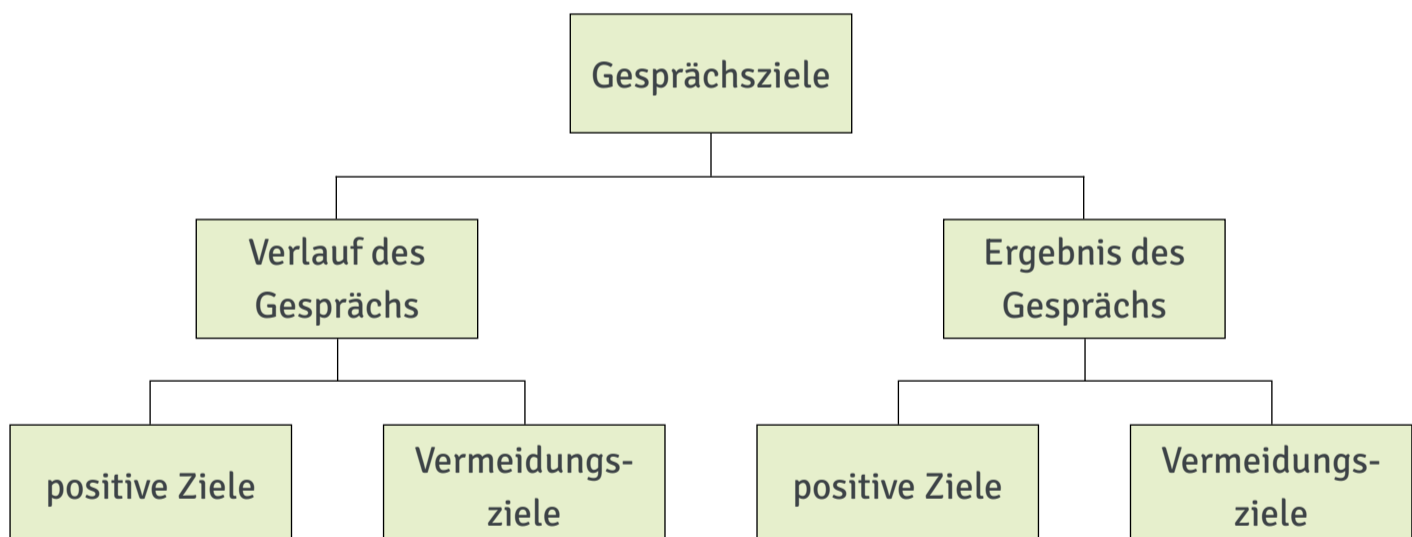 Gesprächsziele
Verlauf des
Gesprächs
Ergebnis des
Gesprächs
positive Ziele
Vermeidungs-
ziele
positive Ziele
Vermeidungs-
ziele